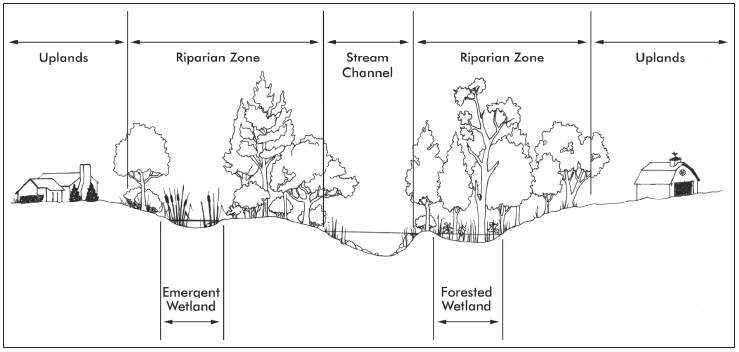 Uplands
Riparian Zone
Stream
Channel
Riparian Zone
Uplands
Emergent
Wetland
Forested
Wetland